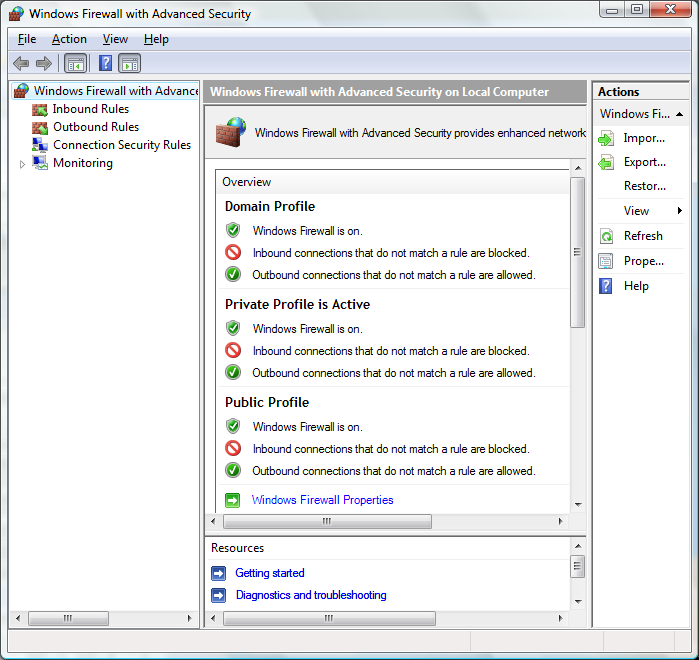 Windows Firewall with Advanced Security
File Action View Help
Windows Firewall with Advance
Inbound Rules
Outbound Rules
Connection Security Rules
Monitoring
Windows Firewall with Advanced Security on Local Computer
Windows Firewall with Advanced Security provides enhanced network
Overview
Domain Profile
Windows Firewall is on.
Inbound connections that do not match a rule are blocked.
Outbound connections that do not match a rule are allowed.
Private Profile is Active
Windows Firewall is on.
Inbound connections that do not match a rule are blocked.
Outbound connections that do not match a rule are allowed.
Public Profile
Windows Firewall is on.
Inbound connections that do not match a rule are blocked.
Outbound connections that do not match a rule are allowed.
Windows Firewall Properties
Resources
Getting started
Diagnostics and troubleshooting
Actions
Windows Fi...
Impor...
Export...
Restor...
View
Refresh
Prope...
Help